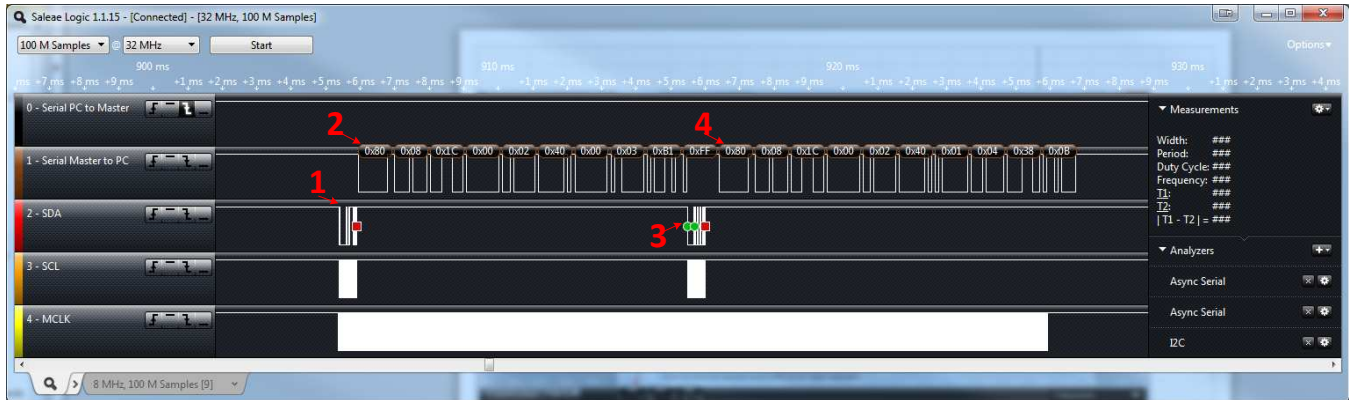 Saleae Logic 1.1.15 - [Connected] - [32 MHz, 100 M Samples]
100 M Samples @ 32 MHz Start Options
900 ms 910 ms 920 ms 930 ms
ms +7 ms +8 ms +9 ms +1 ms +2 ms +3 ms +4 ms +5 ms +6 ms +7 ms +8 ms +9 ms +1 ms +2 ms +3 ms +4 ms +5 ms +6 ms +7 ms +8 ms +9 ms +1 ms +2 ms +3 ms +4 ms +5 ms +6 ms +7 ms +8 ms +9 ms +1 ms +2 ms +3 ms +4 ms
0 - Serial PC to Master
2 4
1 - Serial Master to PC
0x80 0x08 0x1C 0x00 0x02 0x40 0x00 0x03 0xB1 0xFF 0x80 0x08 0x1C 0x00 0x02 0x40 0x01 0x04 0x38 0x0B
1
2 - SDA
3
3 - SCL
4 - MCLK
Measurements
Width: ###
Period: ###
Duty Cycle: ###
Frequency: ###
T1: ###
T2: ###
| T1 - T2 | = ###
Analyzers
Async Serial
Async Serial
I2C
8 MHz, 100 M Samples [9]